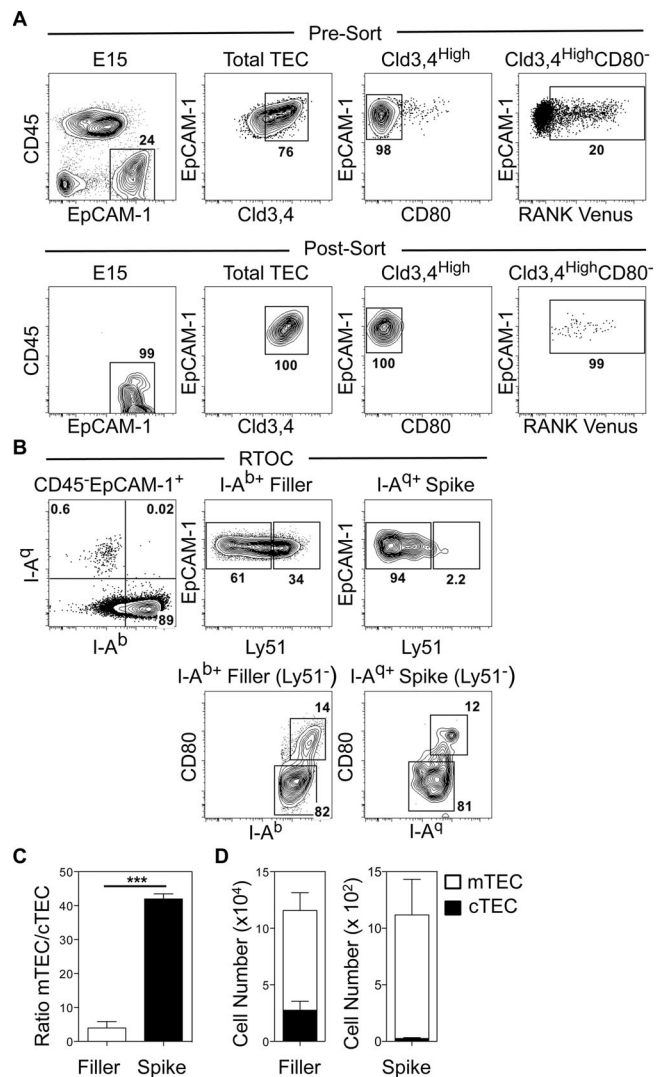 A
Pre-Sort
E15
Total TEC
Cld3,4High
Cld3,4HighCD80-
CD45
24
EpCAM-1
EpCAM-1
76
Cld3,4
EpCAM-1
98
CD80
EpCAM-1
20
RANK Venus
Post-Sort
E15
Total TEC
Cld3,4High
Cld3,4HighCD80-
CD45
99
EpCAM-1
EpCAM-1
100
Cld3,4
EpCAM-1
100
CD80
EpCAM-1
99
RANK Venus
B
RTOC
CD45-EpCAM-1+
I-Ab+ Filler
I-Aq+ Spike
I-Aq
0.6
0.02
89
I-Ab
EpCAM-1
61
34
Ly51
EpCAM-1
94
2.2
Ly51
I-Ab+ Filler (Ly51-)
I-Aq+ Spike (Ly51-)
CD80
14
82
I-Ab
CD80
12
81
I-Aq
C
Ratio mTEC/cTEC
50
40
30
20
10
0
***
Filler
Spike
D
Cell Number (x104)
15
10
5
0
Filler
Cell Number (x 102)
15
10
5
0
Spike
mTEC
cTEC